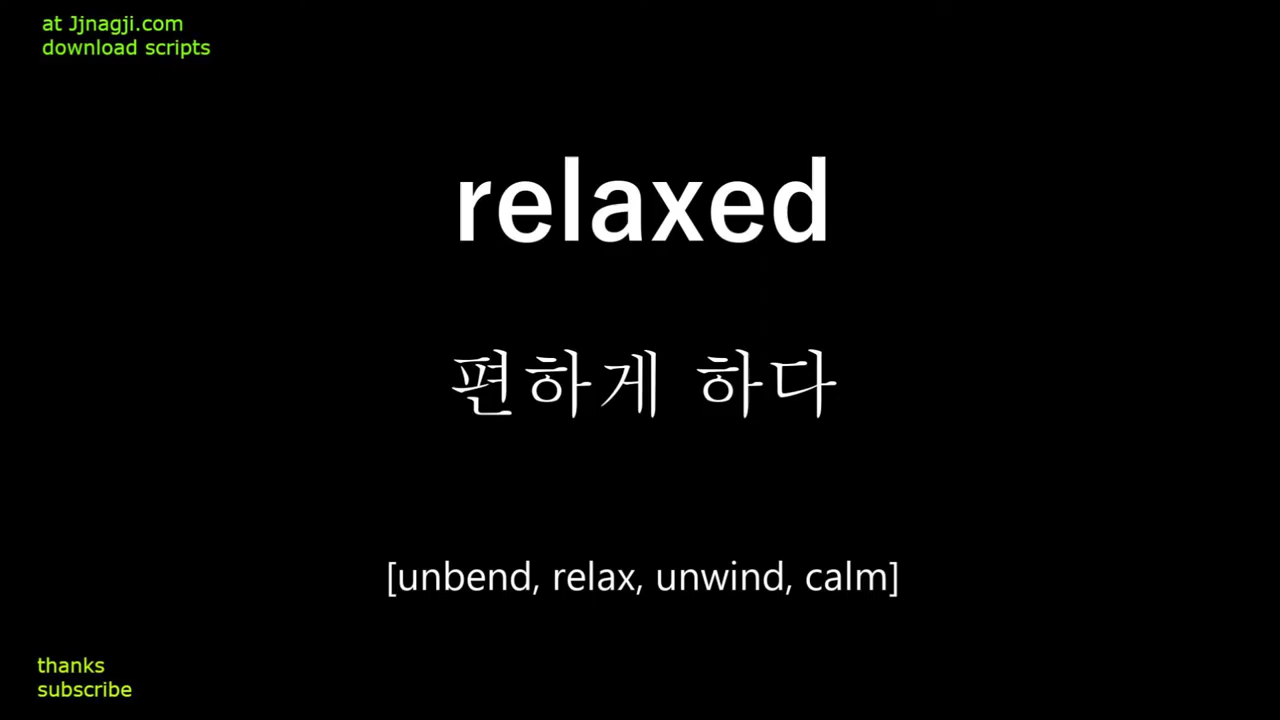 at Jjnagji.com
download scripts
relaxed
편하게 하다
[unbend, relax, unwind, calm]
thanks
subscribe